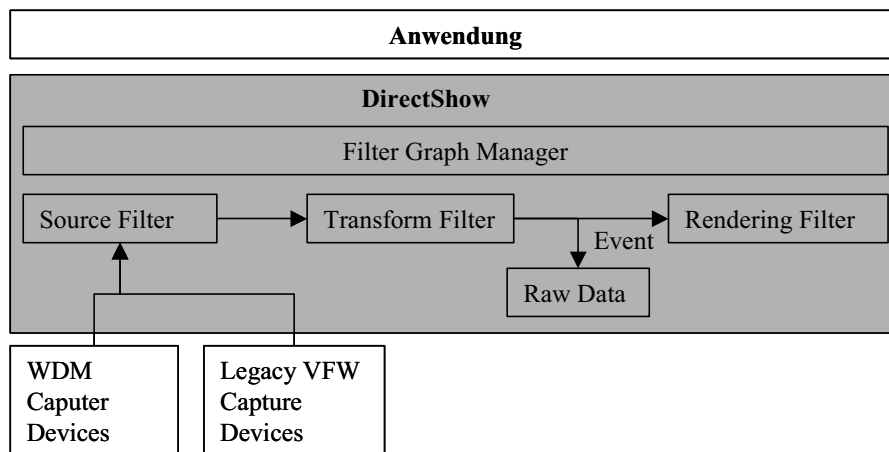 Anwendung
DirectShow
Filter Graph Manager
Source Filter
Transform Filter
Rendering Filter
Event
Raw Data
WDM
Caputer
Devices
Legacy VFW
Capture
Devices